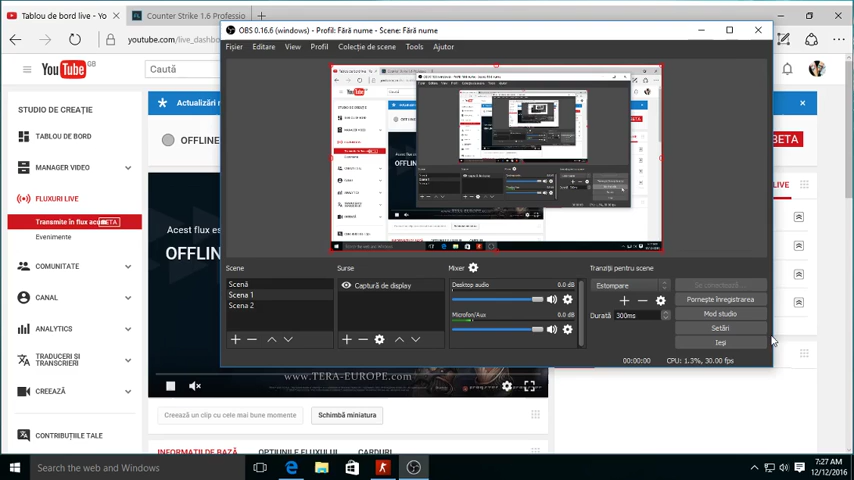 Tablou de bord live - Yo
Counter Strike 1.6 Professio
youtube.com/live_dashbo
OBS 0.16.6 (windows) - Profil: Fără nume - Scene: Fără nume
Fișier Editare View Profil Colecție de scene Tools Ajutor
YouTube GB
Caută
STUDIO DE CREAȚIE
TABLOU DE BORD
MANAGER VIDEO
FLUXURI LIVE
Transmite în flux acu BETA
Evenimente
COMUNITATE
CANAL
ANALYTICS
TRADUCERI ȘI
TRANSCRIERI
CREEAZĂ
CONTRIBUȚIILE TALE
Actualizări
OFFLINE
BETA
LIVE
Acest flux es
OFFLIN
Scene
Scenă
Scena 1
Scena 2
Surse
Captură de display
Mixer
Desktop audio 0.0 dB
Microfon/Aux 0.0 dB
Tranziții pentru scene
Estompare
Durată 300ms
Se conectează...
Pornește înregistrarea
Mod studio
Setări
Ieși
00:00:00 CPU: 1.3%, 30.00 fps
www.TERA-EUROPE.com
Creează un clip cu cele mai bune momente
Schimbă miniatura
INFORMAȚII DE BAZĂ OPȚIUNILE FLUXULUI CARDURI
Search the web and Windows
7:27 AM
12/12/2016